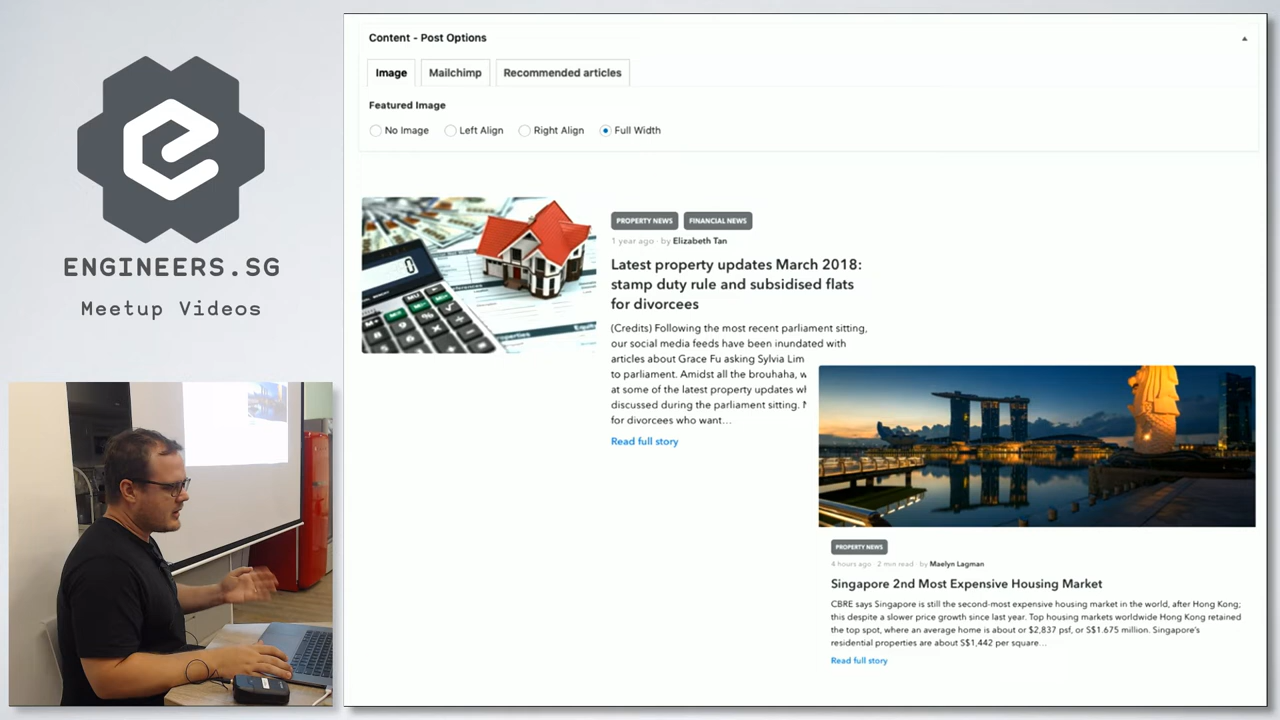 ENGINEERS.SG
Meetup Videos
Content - Post Options
Image
Mailchimp
Recommended articles
Featured Image
No Image
Left Align
Right Align
Full Width
PROPERTY NEWS
FINANCIAL NEWS
1 year ago · by Elizabeth Tan
Latest property updates March 2018:
stamp duty rule and subsidised flats
for divorcees
(Credits) Following the most recent parliament sitting,
our social media feeds have been inundated with
articles about Grace Fu asking Sylvia Lim
to parliament. Amidst all the brouhaha, w
at some of the latest property updates wh
discussed during the parliament sitting. N
for divorcees who want…
Read full story
PROPERTY NEWS
4 hours ago · 2 min read · by Maelyn Lagman
Singapore 2nd Most Expensive Housing Market
CBRE says Singapore is still the second-most expensive housing market in the world, after Hong Kong;
this despite a slower price growth since last year. Top housing markets worldwide Hong Kong retained
the top spot, where an average home is about or $2,837 psf, or S$1.675 million. Singapore's
residential properties are about S$1,442 per square…
Read full story